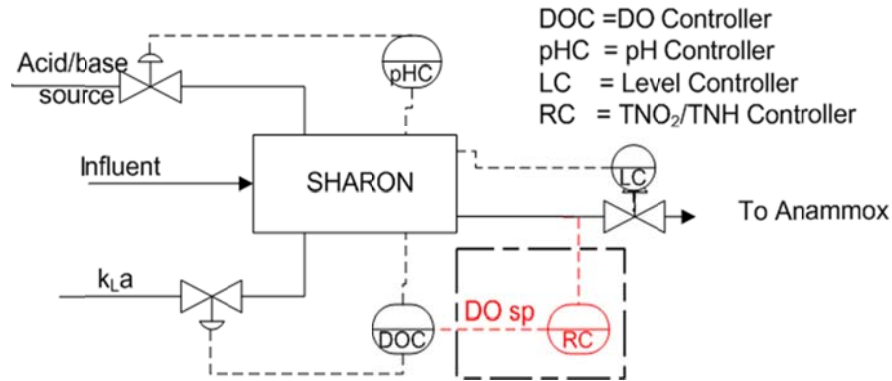 DOC =DO Controller
pHC = pH Controller
LC = Level Controller
RC = TNO₂/TNH Controller
Acid/base
source
pHC
Influent
SHARON
LC
To Anammox
kLa
DO sp
DOC
RC